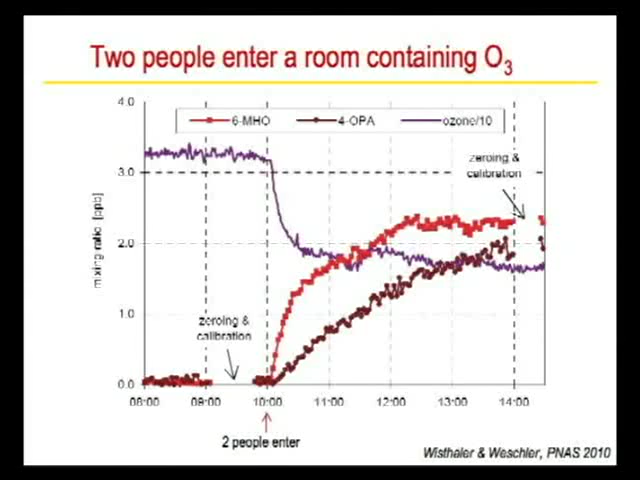 Two people enter a room containing O3
4.0
6-MHO 4-OPA ozone/10
zeroing &
calibration
3.0
mixing ratio [ppb]
2.0
1.0
zeroing &
calibration
0.0
08:00 09:00 10:00 11:00 12:00 13:00 14:00
2 people enter
Wisthaler & Weschler, PNAS 2010